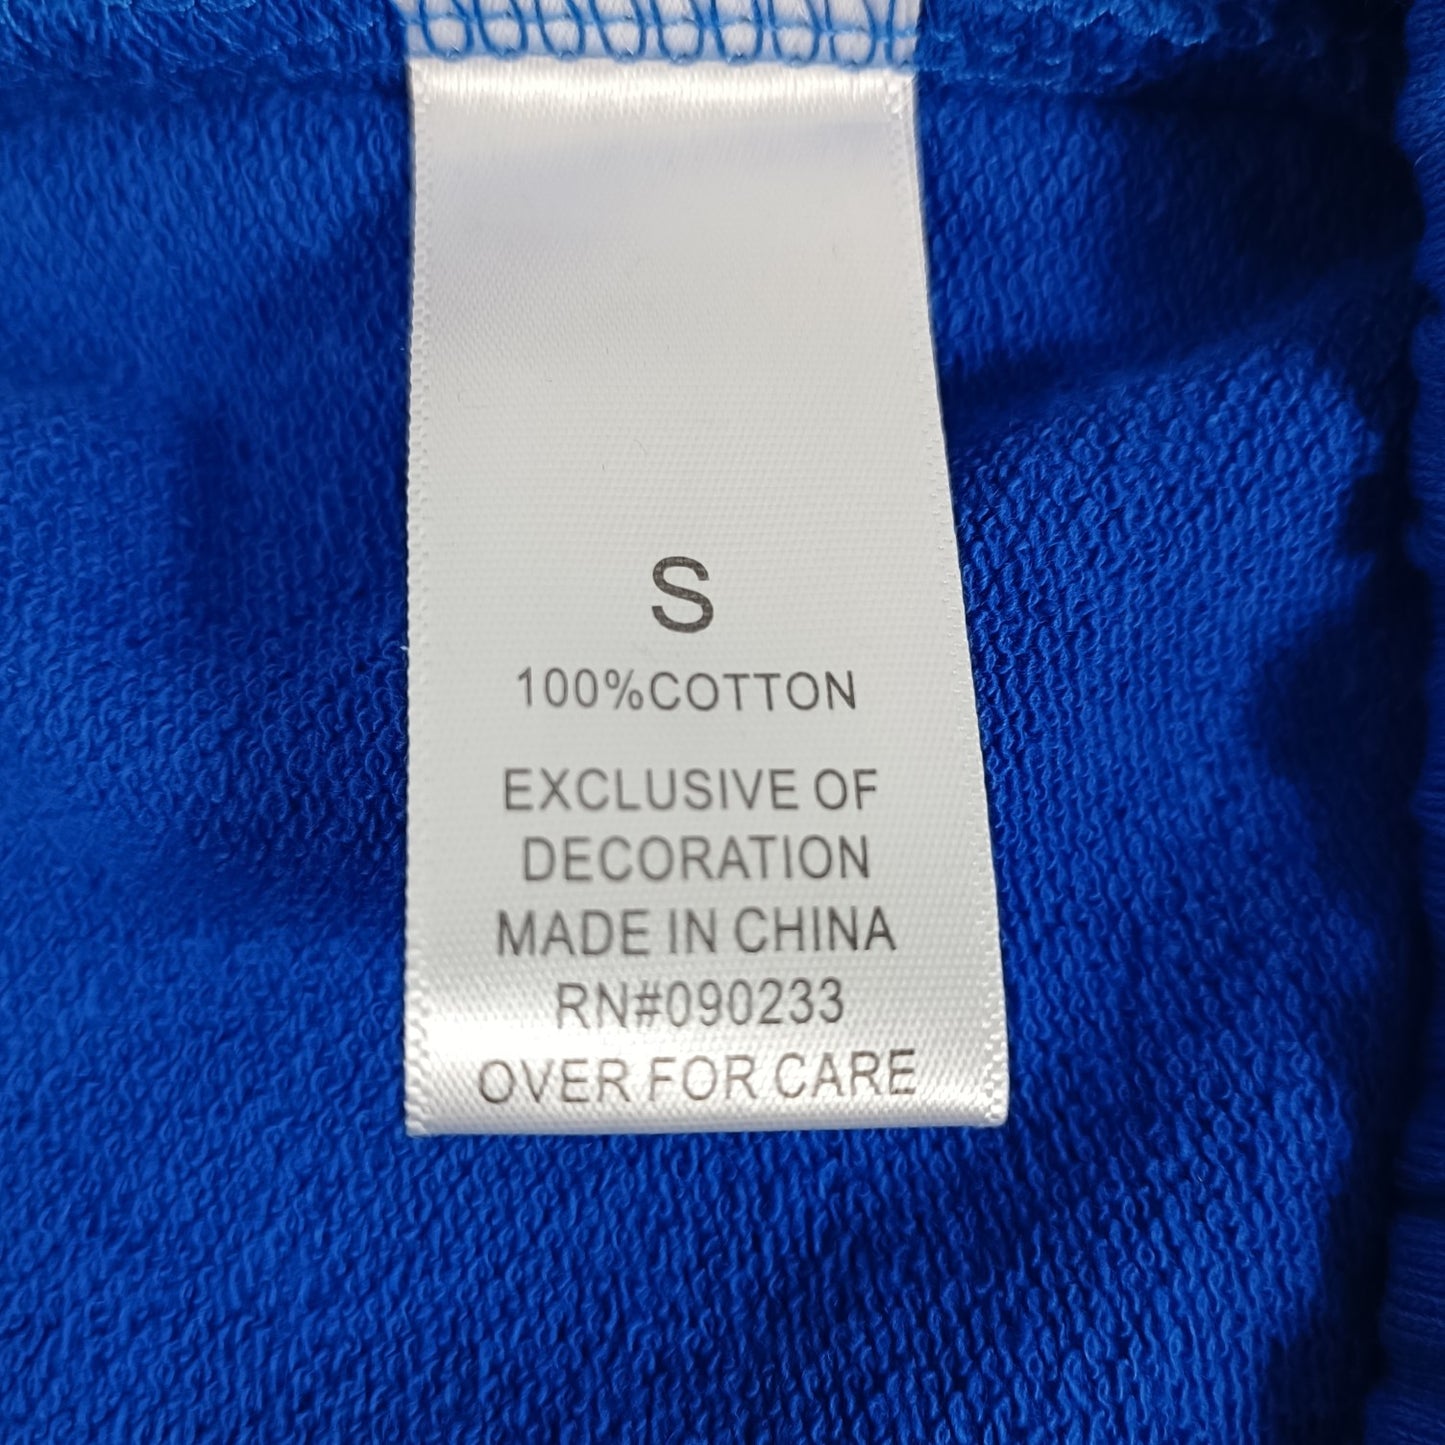 S
100%COTTON
EXCLUSIVE OF
DECORATION
MADE IN CHINA
RN#090233
OVER FOR CARE